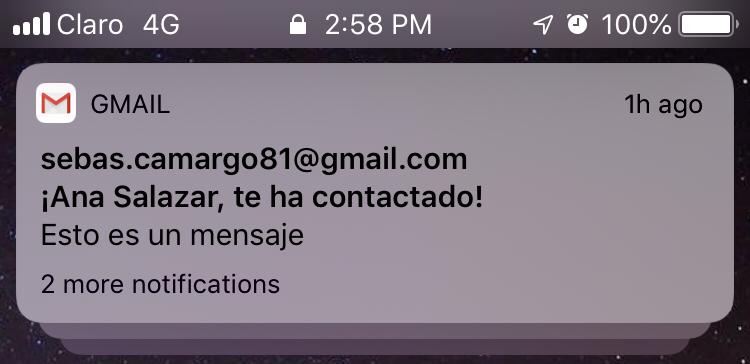 Claro 4G 2:58 PM 100%
GMAIL 1h ago
sebas.camargo81@gmail.com
¡Ana Salazar, te ha contactado!
Esto es un mensaje
2 more notifications